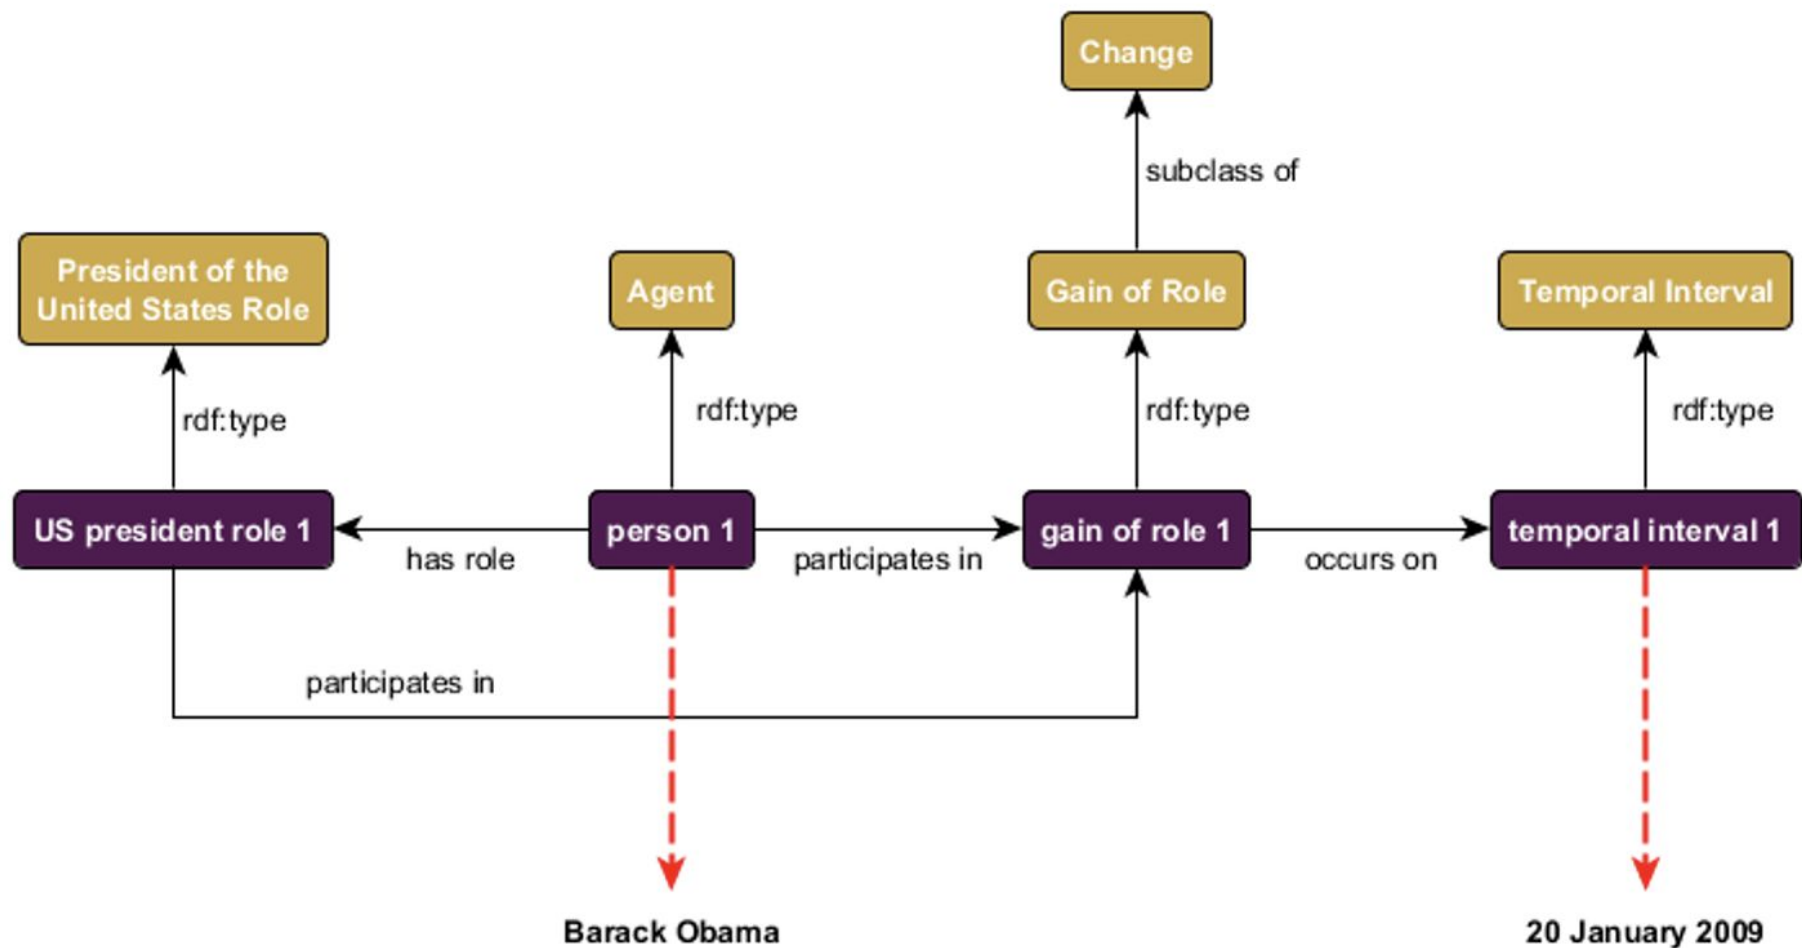 Change
subclass of
President of the
United States Role
Agent
Gain of Role
Temporal Interval
rdf:type
rdf:type
rdf:type
rdf:type
US president role 1
has role
person 1
participates in
gain of role 1
occurs on
temporal interval 1
participates in
Barack Obama
20 January 2009